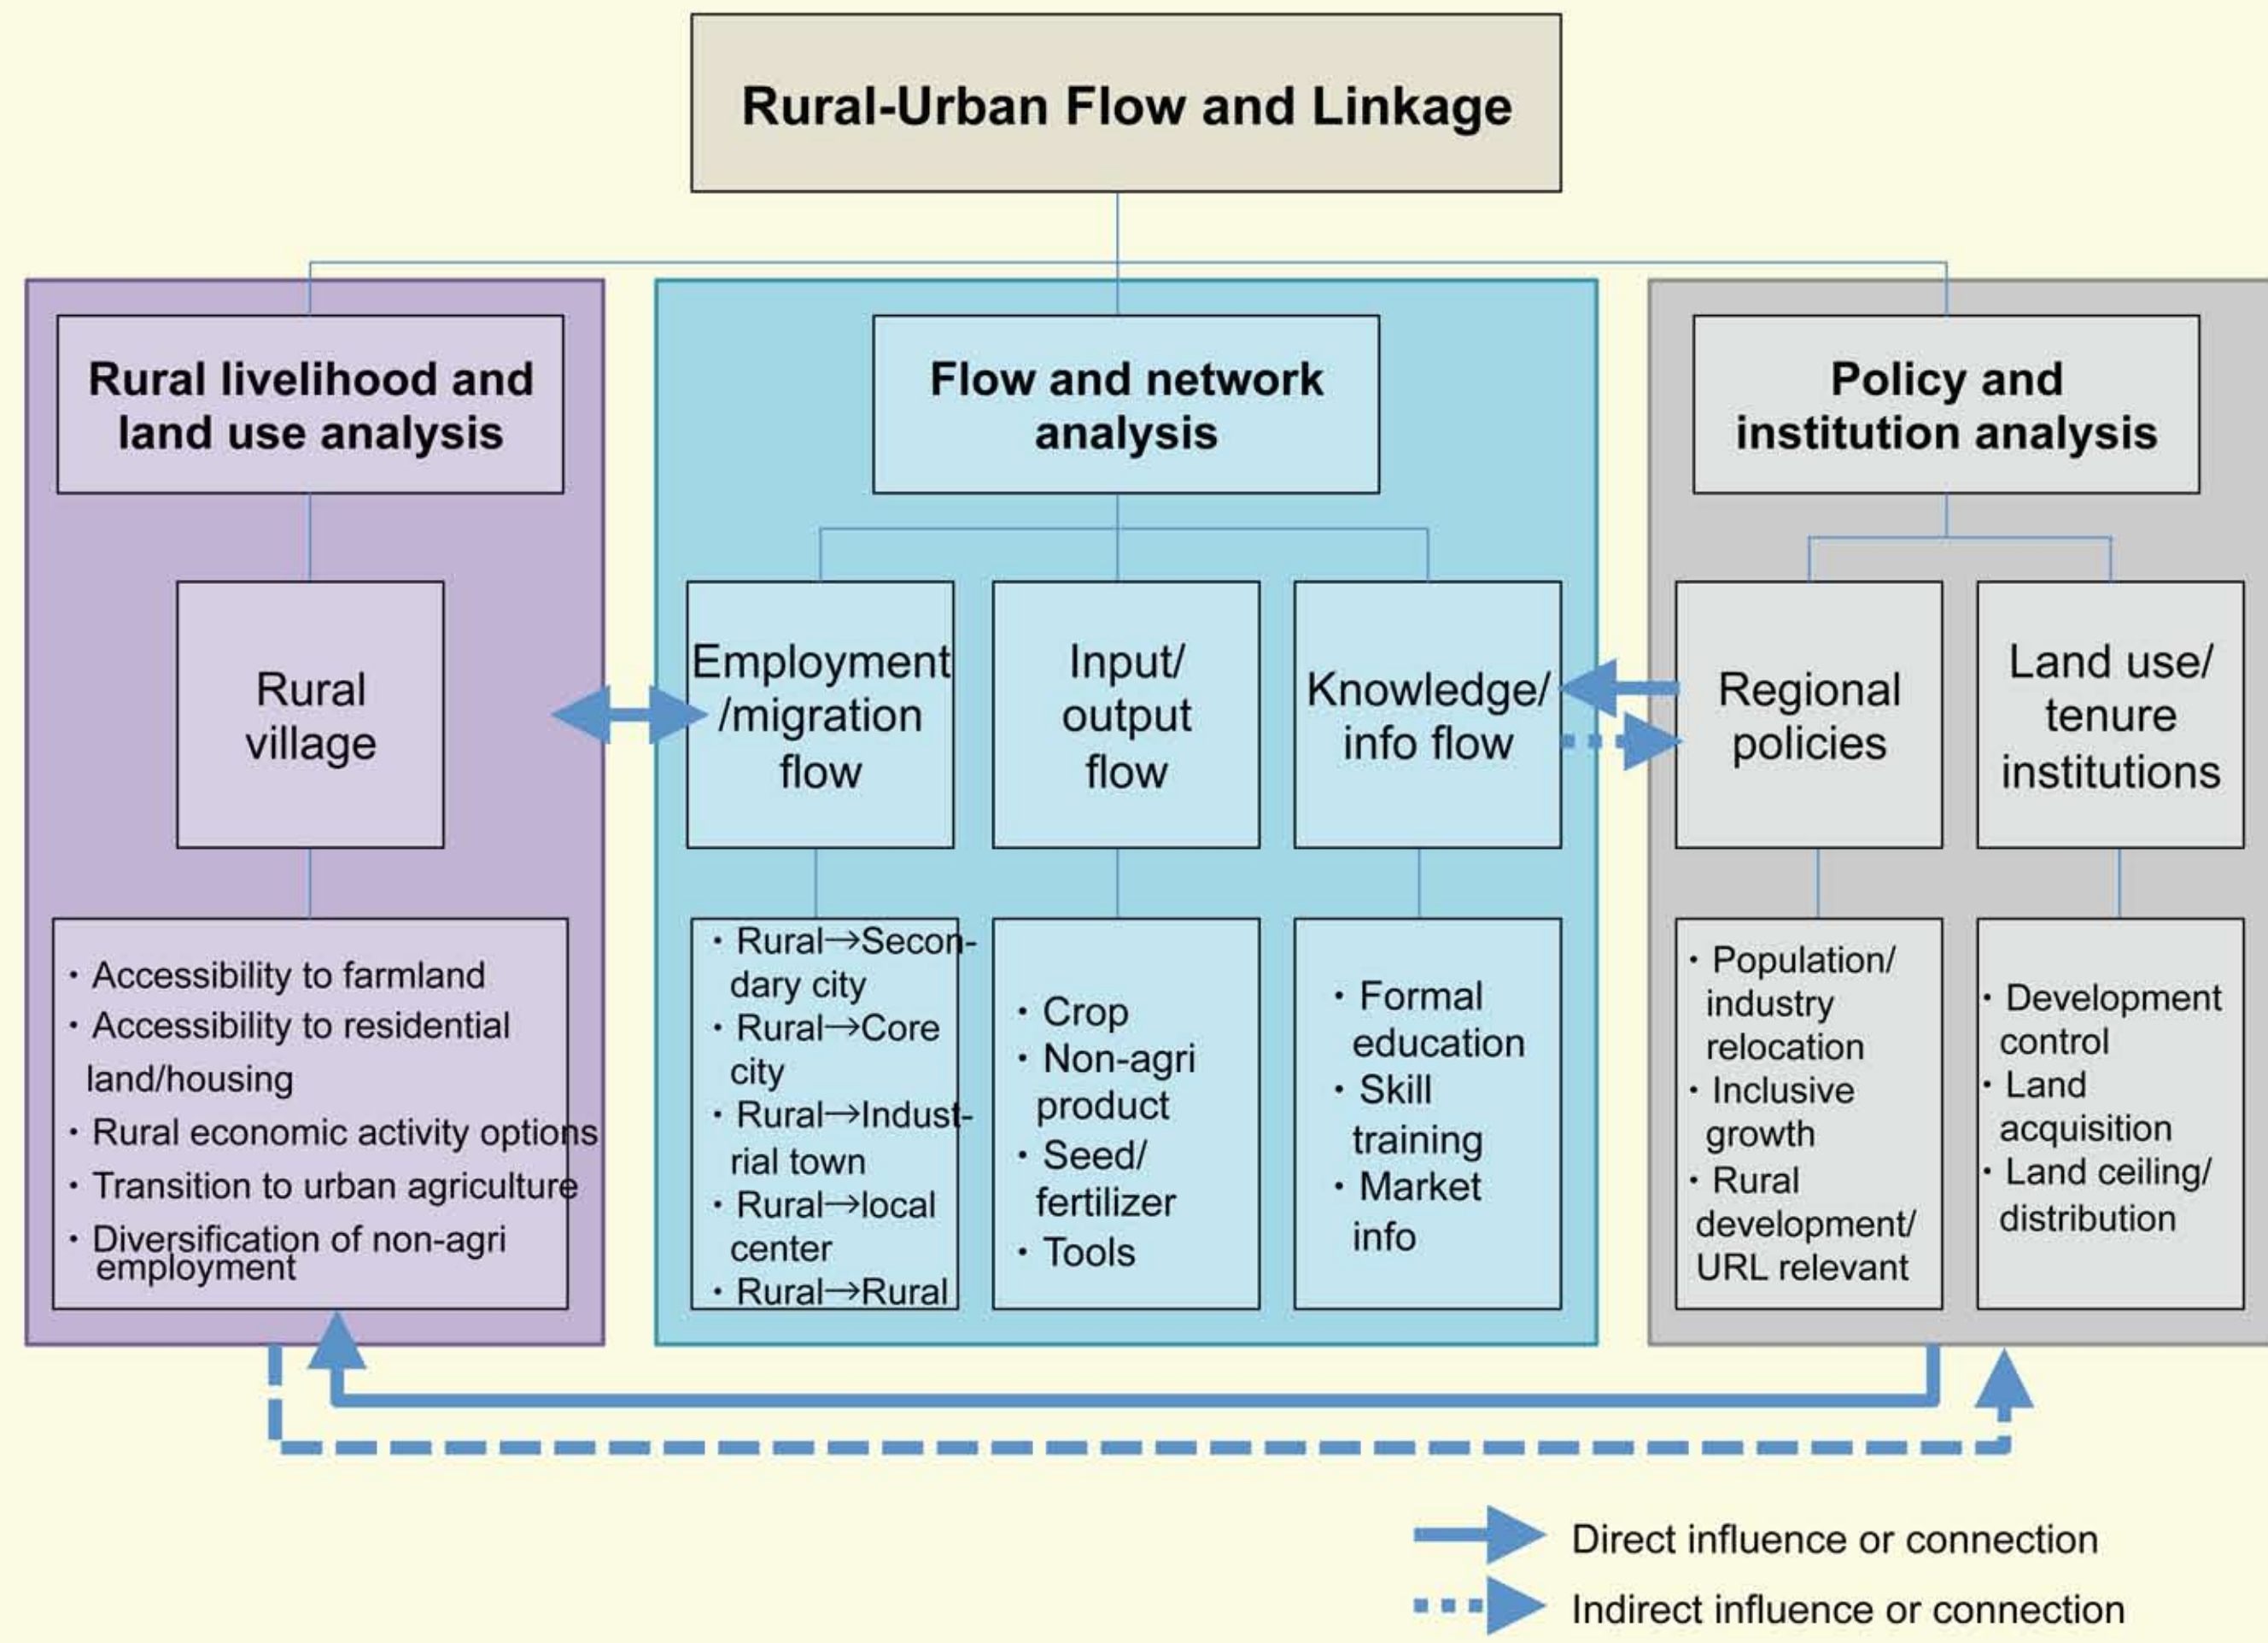 Rural-Urban Flow and Linkage
Rural livelihood and
land use analysis
Flow and network
analysis
Policy and
institution analysis
Rural
village
Employment
/migration
flow
Input/
output
flow
Knowledge/
info flow
Regional
policies
Land use/
tenure
institutions
・Accessibility to farmland
・Accessibility to residential
land/housing
・Rural economic activity options
・Transition to urban agriculture
・Diversification of non-agri
employment
・Rural→Secon-
dary city
・Rural→Core
city
・Rural→Indust-
rial town
・Rural→local
center
・Rural→Rural
・Crop
・Non-agri
product
・Seed/
fertilizer
・Tools
・Formal
education
・Skill
training
・Market
info
・Population/
industry
relocation
・Inclusive
growth
・Rural
development/
URL relevant
・Development
control
・Land
acquisition
・Land ceiling/
distribution
Direct influence or connection
Indirect influence or connection